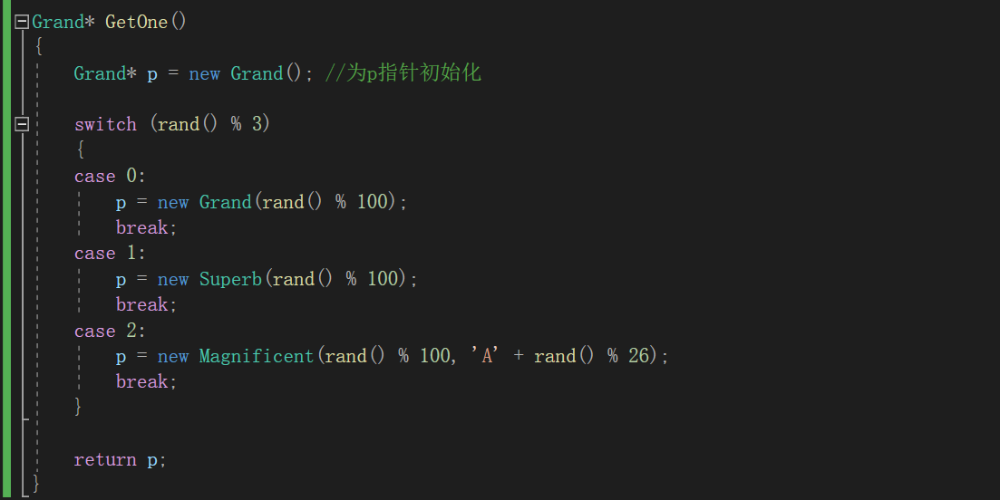 Grand* GetOne()
{
Grand* p = new Grand(); //为p指针初始化
switch (rand() % 3)
{
case 0:
p = new Grand(rand() % 100);
break;
case 1:
p = new Superb(rand() % 100);
break;
case 2:
p = new Magnificent(rand() % 100, 'A' + rand() % 26);
break;
}
return p;
}